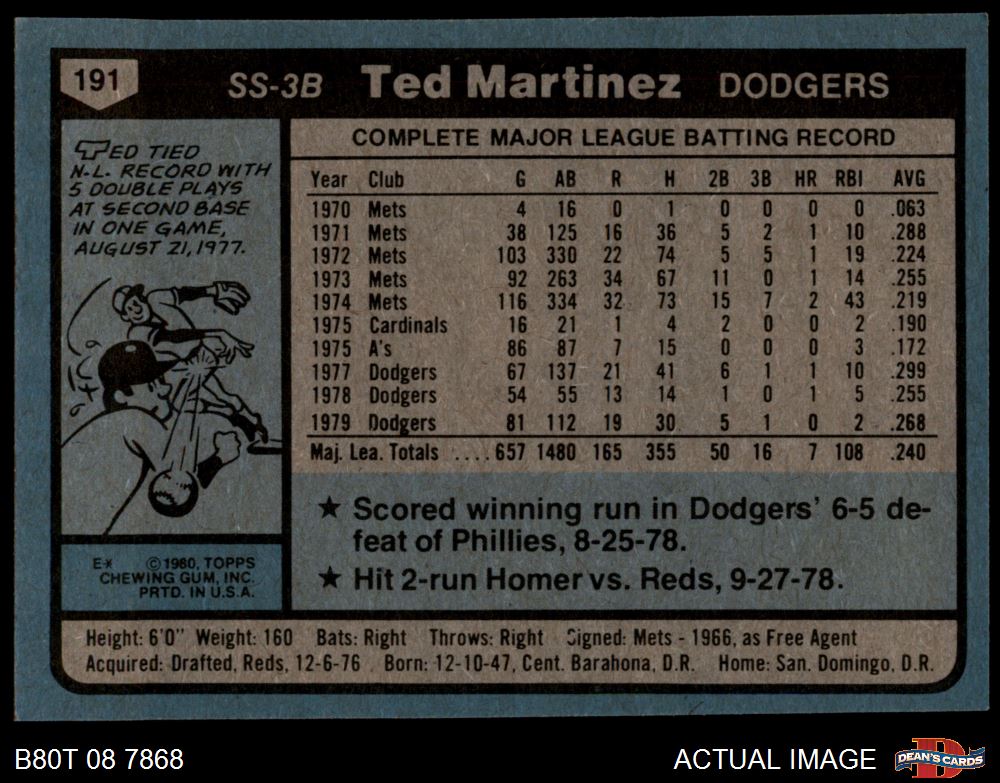 191 SS-3B Ted Martinez DODGERS
TED TIED
N.L. RECORD WITH
5 DOUBLE PLAYS
AT SECOND BASE
IN ONE GAME,
AUGUST 21, 1977.
COMPLETE MAJOR LEAGUE BATTING RECORD
Year Club G AB R H 2B 3B HR RBI AVG
1970 Mets 4 16 0 1 0 0 0 0 .063
1971 Mets 38 125 16 36 5 2 1 10 .288
1972 Mets 103 330 22 74 5 5 1 19 .224
1973 Mets 92 263 34 67 11 0 1 14 .255
1974 Mets 116 334 32 73 15 7 2 43 .219
1975 Cardinals 16 21 1 4 2 0 0 2 .190
1975 A's 86 87 7 15 0 0 0 3 .172
1977 Dodgers 67 137 21 41 6 1 1 10 .299
1978 Dodgers 54 55 13 14 1 0 1 5 .255
1979 Dodgers 81 112 19 30 5 1 0 2 .268
Maj. Lea. Totals ....657 1480 165 355 50 16 7 108 .240
★ Scored winning run in Dodgers' 6-5 de-
feat of Phillies, 8-25-78.
★ Hit 2-run Homer vs. Reds, 9-27-78.
E* ©1980, TOPPS
CHEWING GUM, INC.
PRTD. IN U.S.A.
Height: 6'0" Weight: 160 Bats: Right Throws: Right Signed: Mets - 1966, as Free Agent
Acquired: Drafted, Reds, 12-6-76 Born: 12-10-47, Cent. Barahona, D.R. Home: San. Domingo, D.R.
B80T 08 7868 ACTUAL IMAGE D DEAN'S CARDS